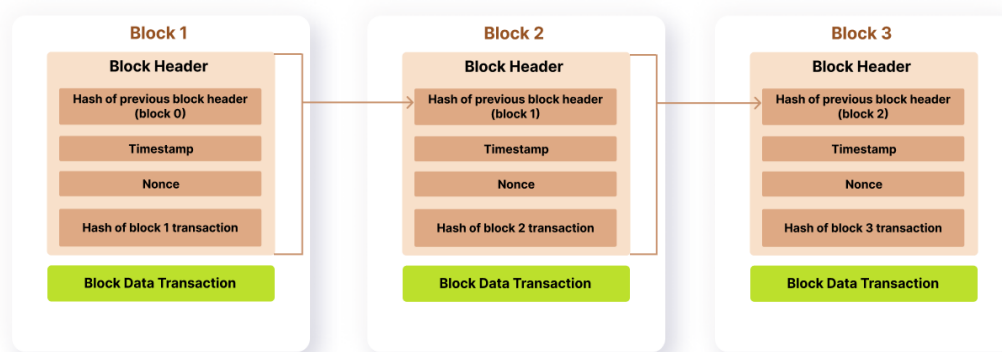 Block 1
Block Header
Hash of previous block header
(block 0)
Timestamp
Nonce
Hash of block 1 transaction
Block Data Transaction
Block 2
Block Header
Hash of previous block header
(block 1)
Timestamp
Nonce
Hash of block 2 transaction
Block Data Transaction
Block 3
Block Header
Hash of previous block header
(block 2)
Timestamp
Nonce
Hash of block 3 transaction
Block Data Transaction